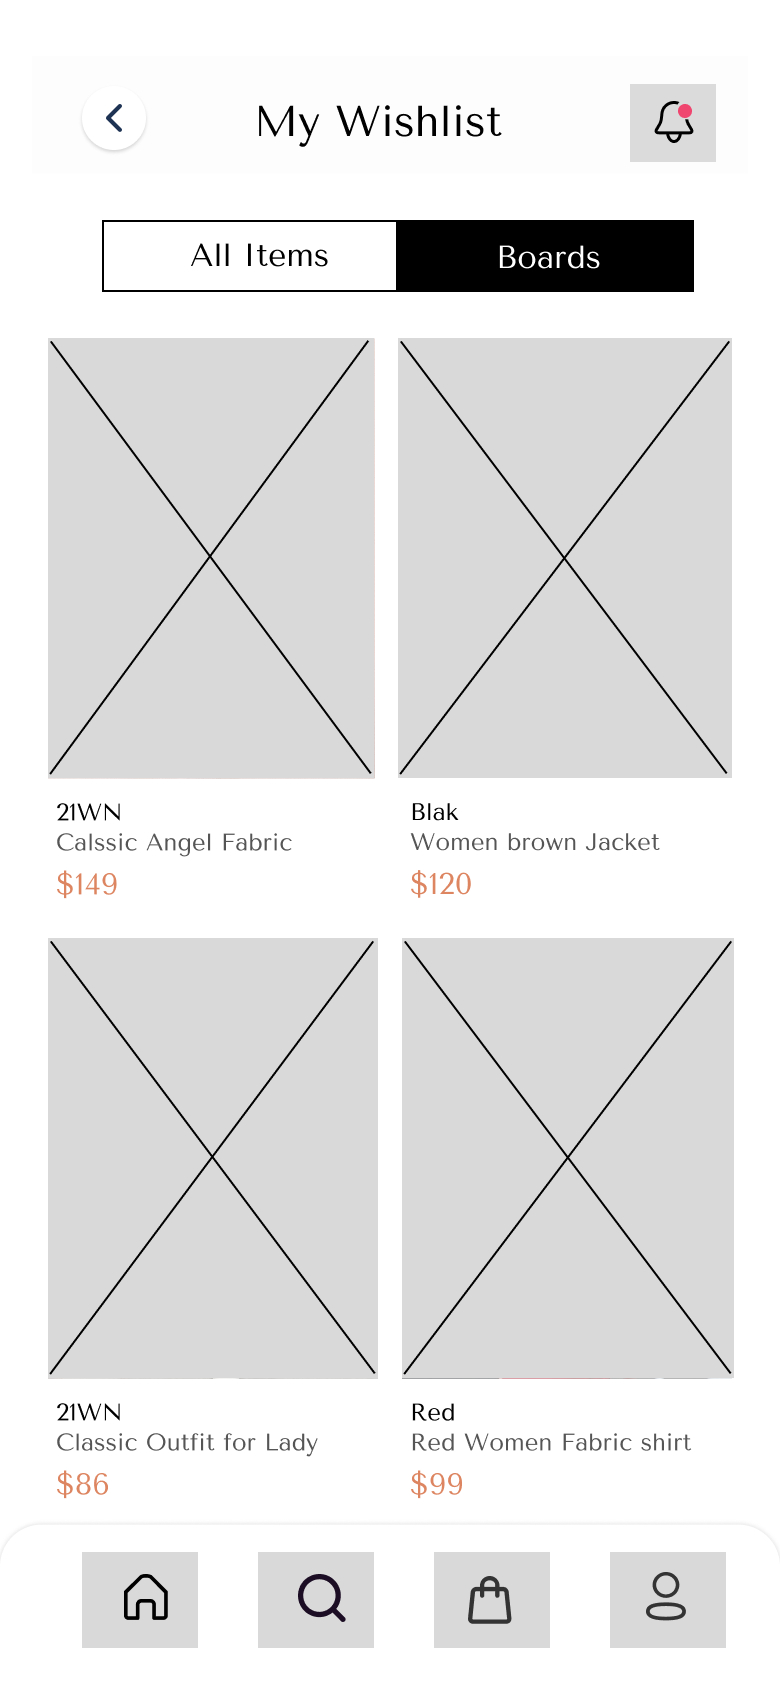 My Wishlist
All Items
Boards
21WN
Calssic Angel Fabric
$149
Blak
Women brown Jacket
$120
21WN
Classic Outfit for Lady
$86
Red
Red Women Fabric shirt
$99